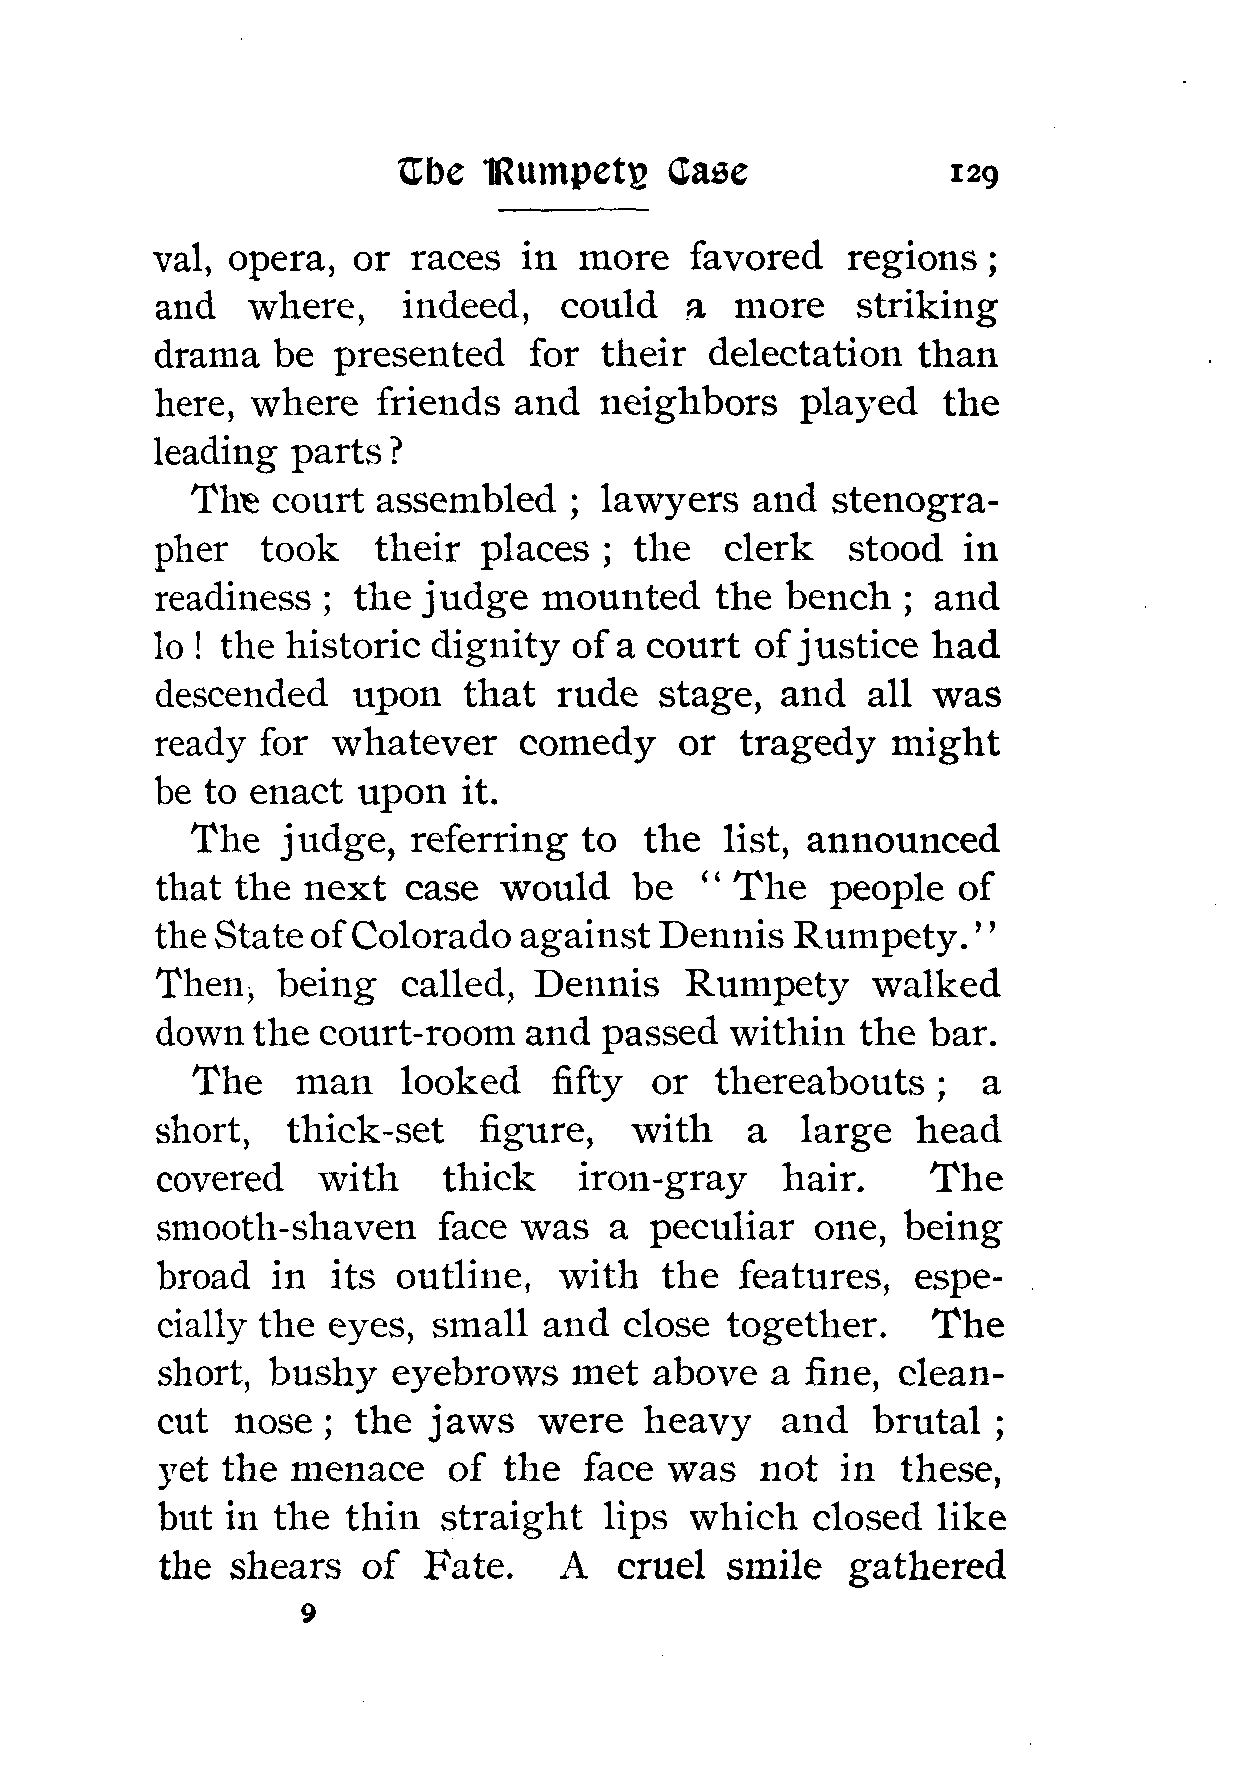 The Rumpety Case 129
val, opera, or races in more favored regions ;
and where, indeed, could a more striking
drama be presented for their delectation than
here, where friends and neighbors played the
leading parts ?
The court assembled ; lawyers and stenogra-
pher took their places ; the clerk stood in
readiness ; the judge mounted the bench ; and
lo ! the historic dignity of a court of justice had
descended upon that rude stage, and all was
ready for whatever comedy or tragedy might
be to enact upon it.
The judge, referring to the list, announced
that the next case would be “ The people of
the State of Colorado against Dennis Rumpety.”
Then, being called, Dennis Rumpety walked
down the court-room and passed within the bar.
The man looked fifty or thereabouts ; a
short, thick-set figure, with a large head
covered with thick iron-gray hair. The
smooth-shaven face was a peculiar one, being
broad in its outline, with the features, espe-
cially the eyes, small and close together. The
short, bushy eyebrows met above a fine, clean-
cut nose ; the jaws were heavy and brutal ;
yet the menace of the face was not in these,
but in the thin straight lips which closed like
the shears of Fate. A cruel smile gathered
9